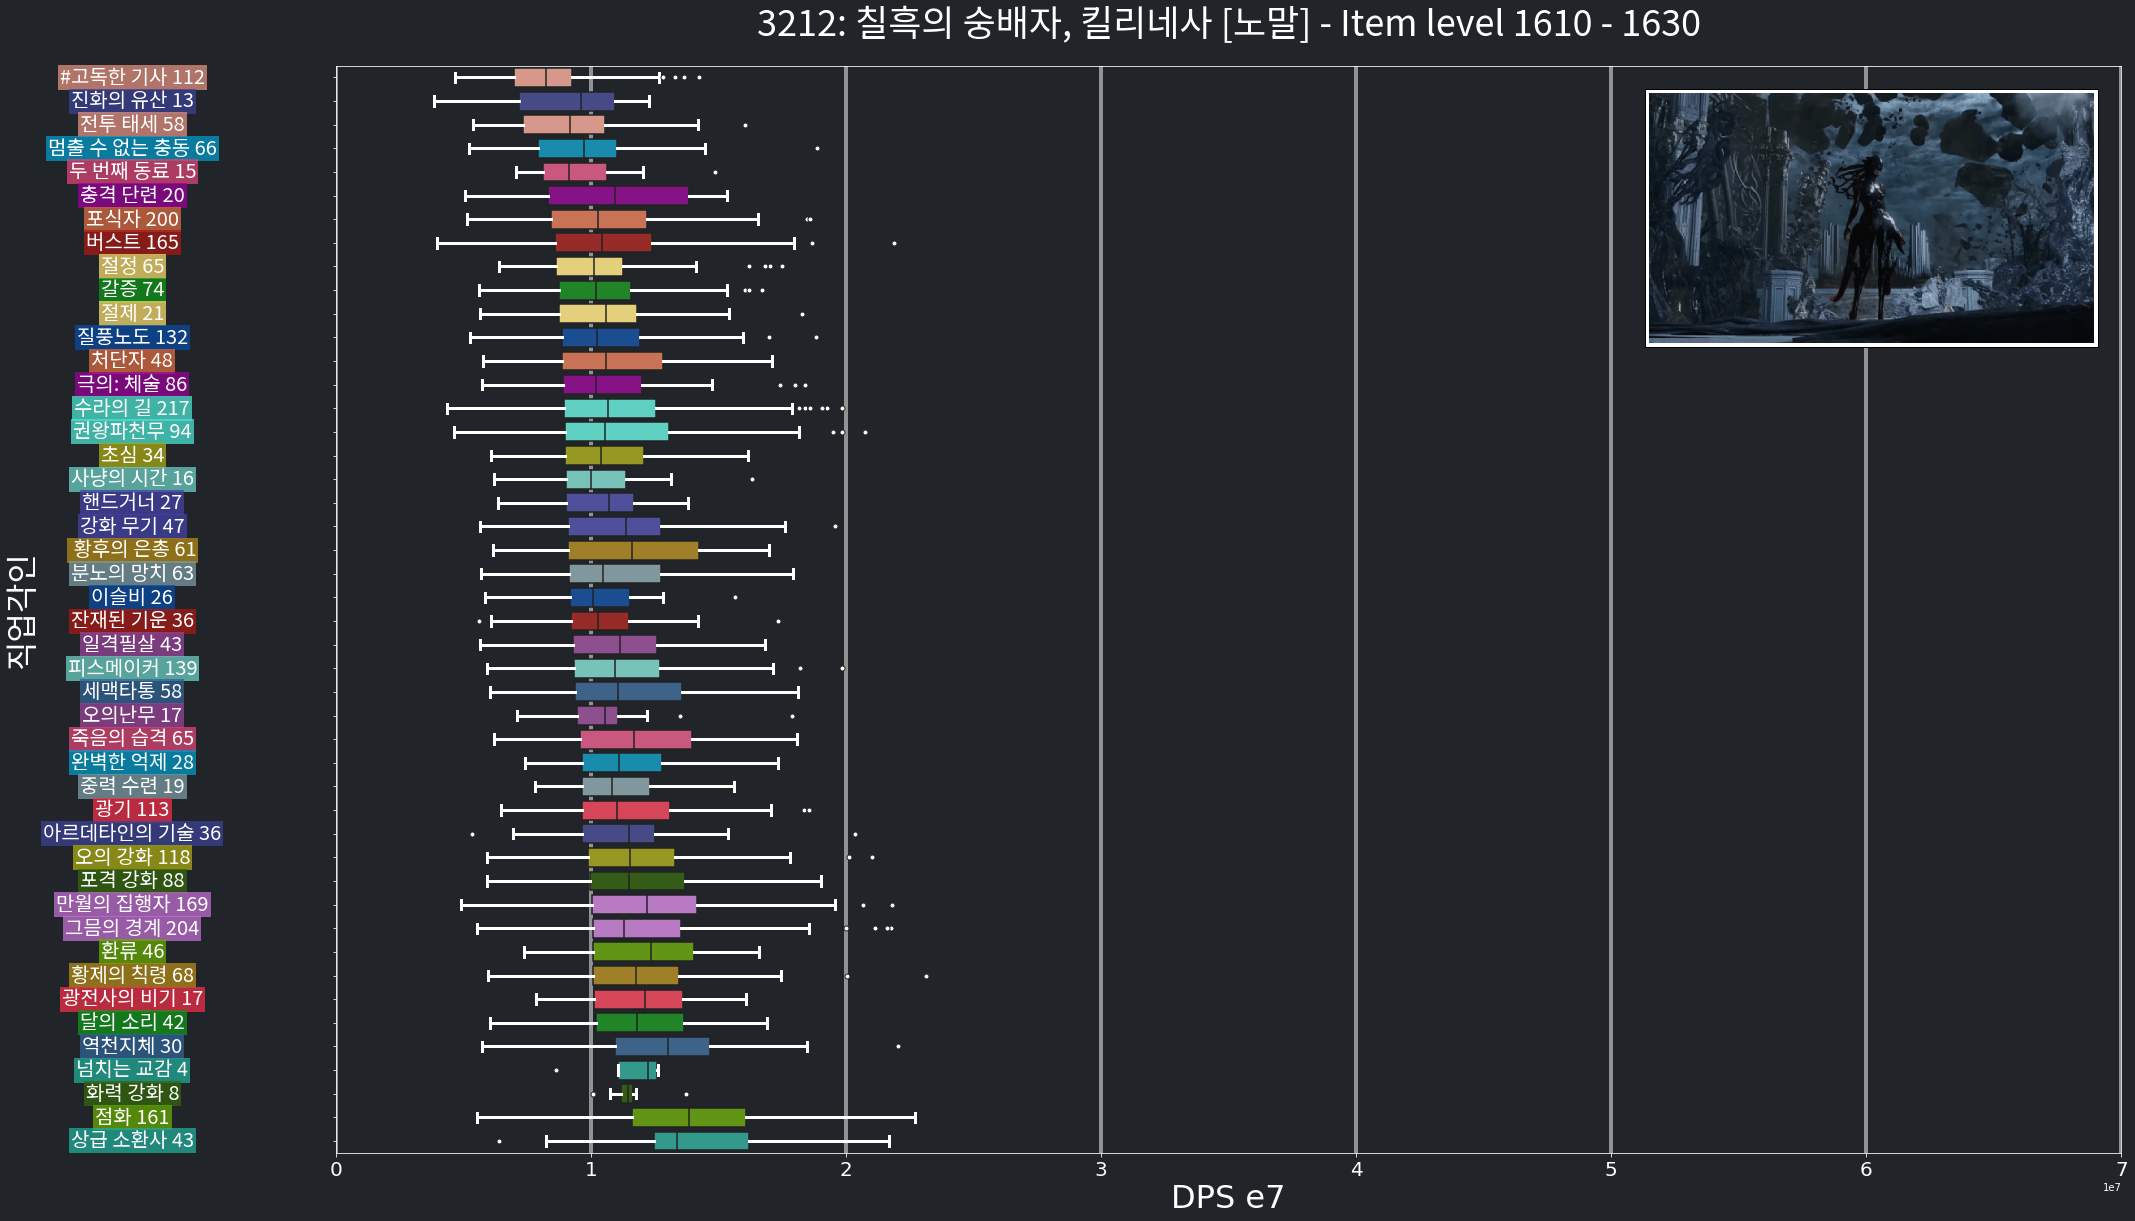 3212: 칠흑의 숭배자, 킬리네사 [노말] - Item level 1610 - 1630
#고독한 기사 112
진화의 유산 13
전투 태세 58
멈출 수 없는 충동 66
두 번째 동료 15
충격 단련 20
포식자 200
버스트 165
절정 65
갈증 74
절제 21
질풍노도 132
처단자 48
극의: 체술 86
수라의 길 217
권왕파천무 94
초심 34
사냥의 시간 16
핸드거너 27
강화 무기 47
황후의 은총 61
분노의 망치 63
이슬비 26
잔재된 기운 36
일격필살 43
피스메이커 139
세맥타통 58
오의난무 17
죽음의 습격 65
완벽한 억제 28
중력 수련 19
광기 113
아르데타인의 기술 36
오의 강화 118
포격 강화 88
만월의 집행자 169
그믐의 경계 204
환류 46
황제의 칙령 68
광전사의 비기 17
달의 소리 42
역천지체 30
넘치는 교감 4
화력 강화 8
점화 161
상급 소환사 43
직업각인
0 1 2 3 4 5 6 7
1e7
DPS e7